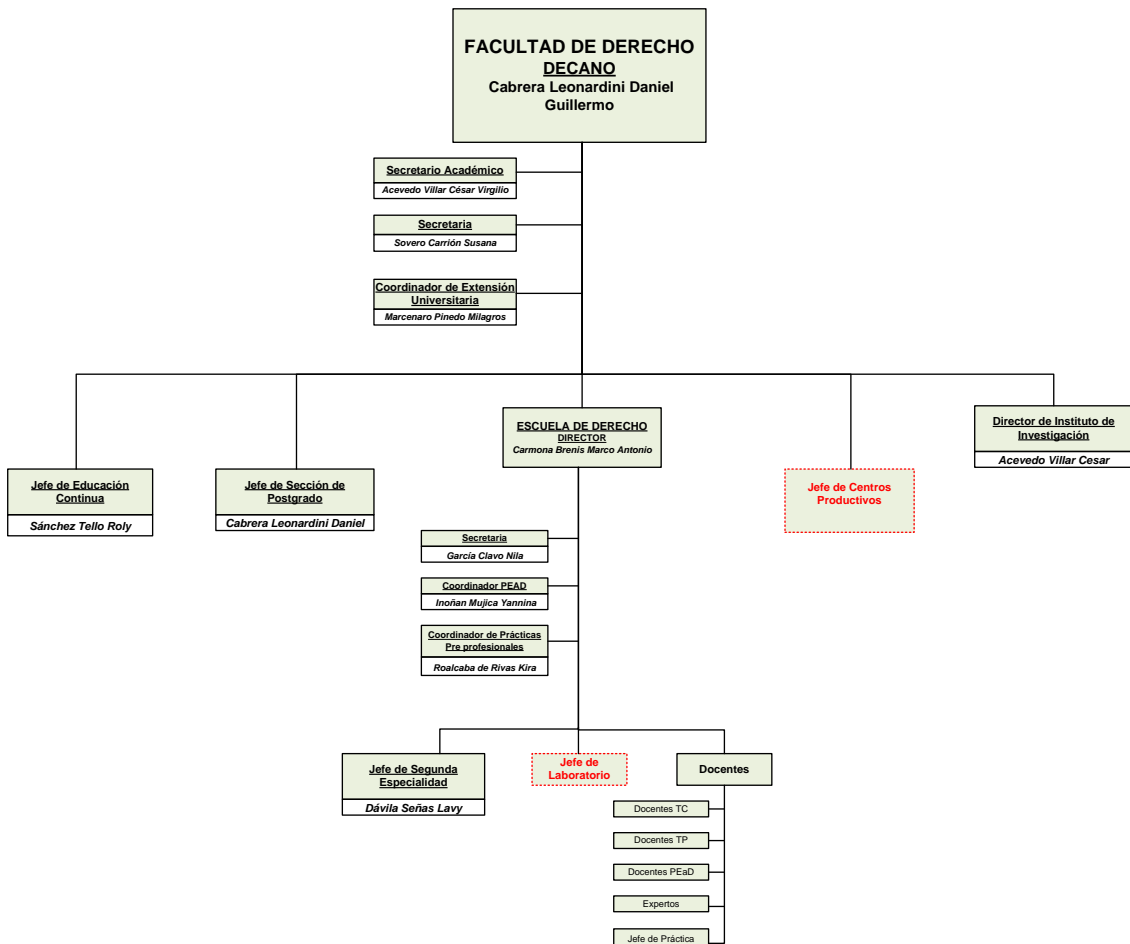 FACULTAD DE DERECHO
DECANO
Cabrera Leonardini Daniel
Guillermo
Secretario Académico
Acevedo Villar César Virgilio
Secretaria
Sovero Carrión Susana
Coordinador de Extensión
Universitaria
Marcenaro Pinedo Milagros
Jefe de Educación
Continua
Sánchez Tello Roly
Jefe de Sección de
Postgrado
Cabrera Leonardini Daniel
ESCUELA DE DERECHO
DIRECTOR
Carmona Brenis Marco Antonio
Jefe de Centros
Productivos
Director de Instituto de
Investigación
Acevedo Villar Cesar
Secretaria
García Clavo Nila
Coordinador PEAD
Inoñan Mujica Yannina
Coordinador de Prácticas
Pre profesionales
Roalcaba de Rivas Kira
Jefe de Segunda
Especialidad
Dávila Señas Lavy
Jefe de
Laboratorio
Docentes
Docentes TC
Docentes TP
Docentes PEaD
Expertos
Jefe de Práctica